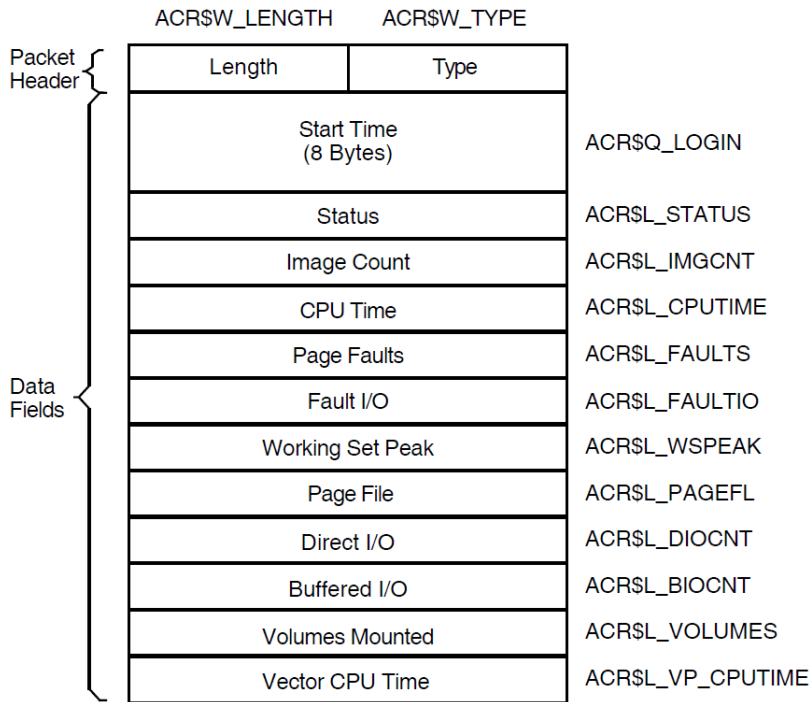 ACR$W_LENGTH ACR$W_TYPE
Packet
Header
Length Type
Start Time
(8 Bytes)
ACR$Q_LOGIN
Status ACR$L_STATUS
Image Count ACR$L_IMGCNT
CPU Time ACR$L_CPUTIME
Page Faults ACR$L_FAULTS
Data
Fields
Fault I/O ACR$L_FAULTIO
Working Set Peak ACR$L_WSPEAK
Page File ACR$L_PAGEFL
Direct I/O ACR$L_DIOCNT
Buffered I/O ACR$L_BIOCNT
Volumes Mounted ACR$L_VOLUMES
Vector CPU Time ACR$L_VP_CPUTIME